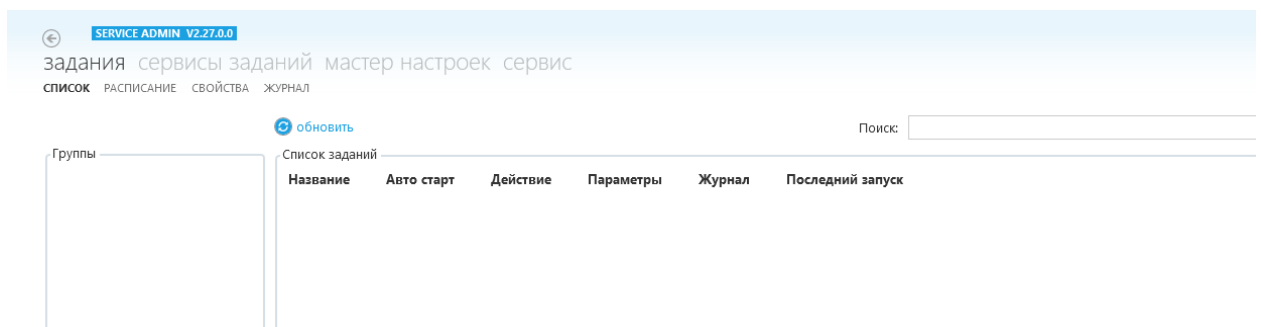 SERVICE ADMIN V2.27.0.0
задания сервисы заданий мастер настроек сервис
СПИСОК РАСПИСАНИЕ СВОЙСТВА ЖУРНАЛ
обновить Поиск:
Группы Список заданий
Название Авто старт Действие Параметры Журнал Последний запуск